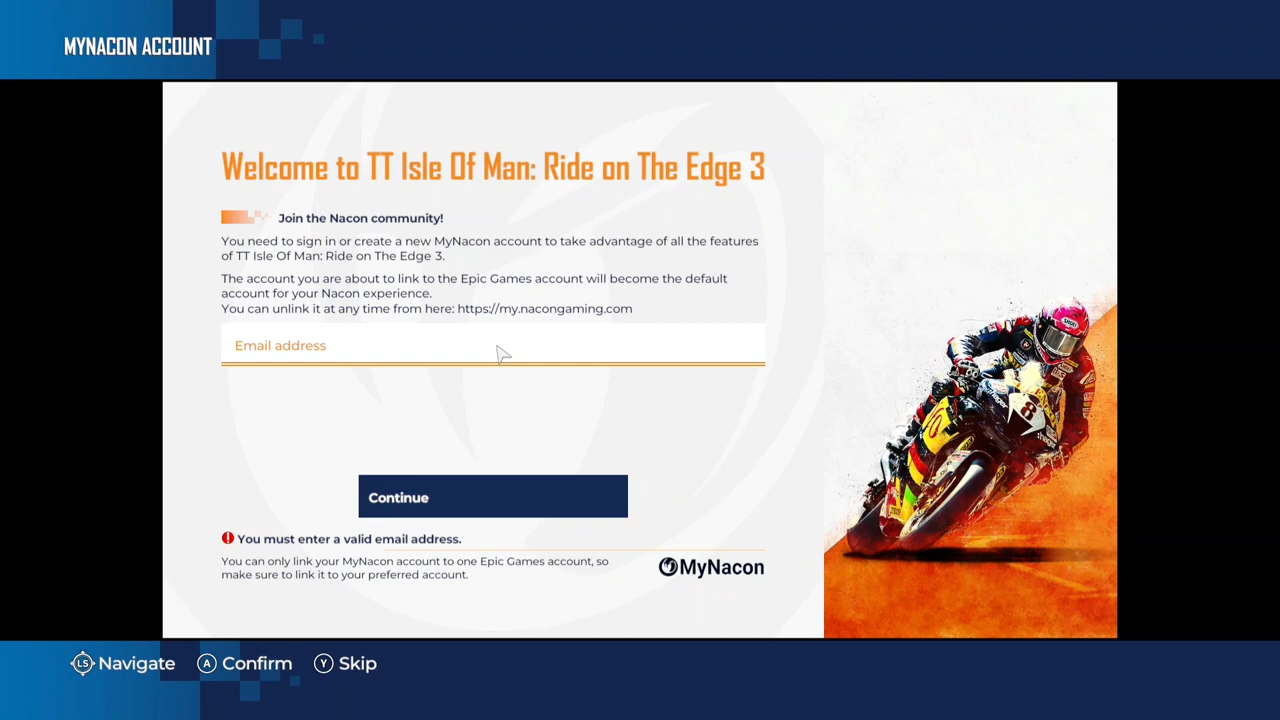 MYNACON ACCOUNT
Welcome to TT Isle Of Man: Ride on The Edge 3
Join the Nacon community!
You need to sign in or create a new MyNacon account to take advantage of all the features
of TT Isle Of Man: Ride on The Edge 3.
The account you are about to link to the Epic Games account will become the default
account for your Nacon experience.
You can unlink it at any time from here: https://my.nacongaming.com
Email address
Continue
You must enter a valid email address.
You can only link your MyNacon account to one Epic Games account, so
make sure to link it to your preferred account.
MyNacon
SHOEI
8
LS Navigate A Confirm Y Skip